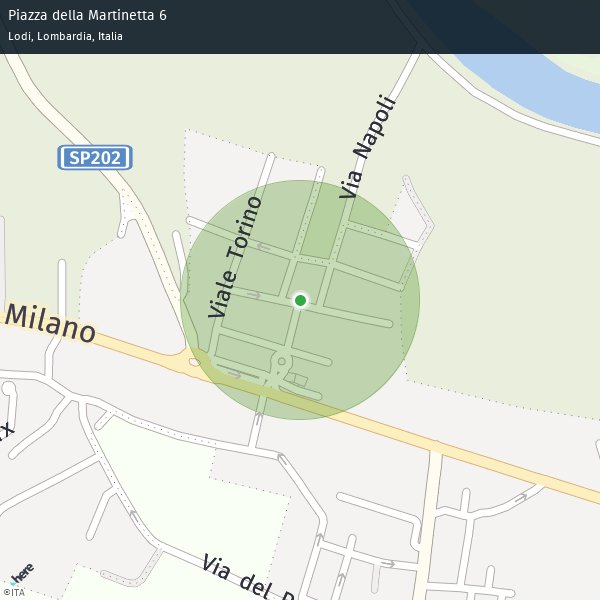 Piazza della Martinetta 6
Lodi, Lombardia, Italia
Via Napoli
SP202
Viale Torino
Milano
Via del
here
©ITA